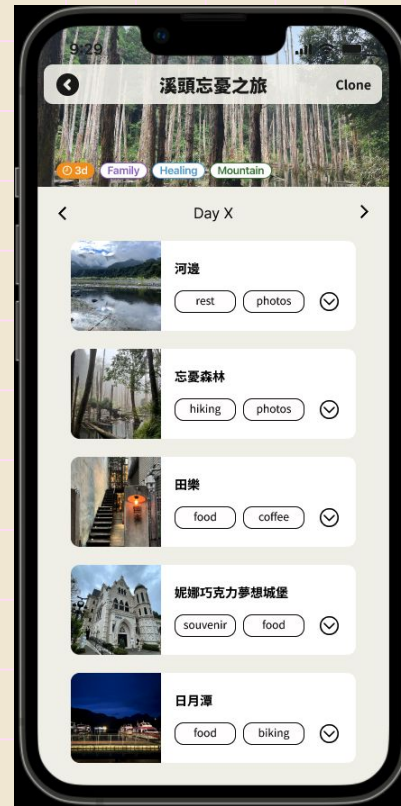 9:29
溪頭忘憂之旅 Clone
3d Family Healing Mountain
< Day X >
河邊
rest photos
忘憂森林
hiking photos
田樂
food coffee
妮娜巧克力夢想城堡
souvenir food
日月潭
food biking